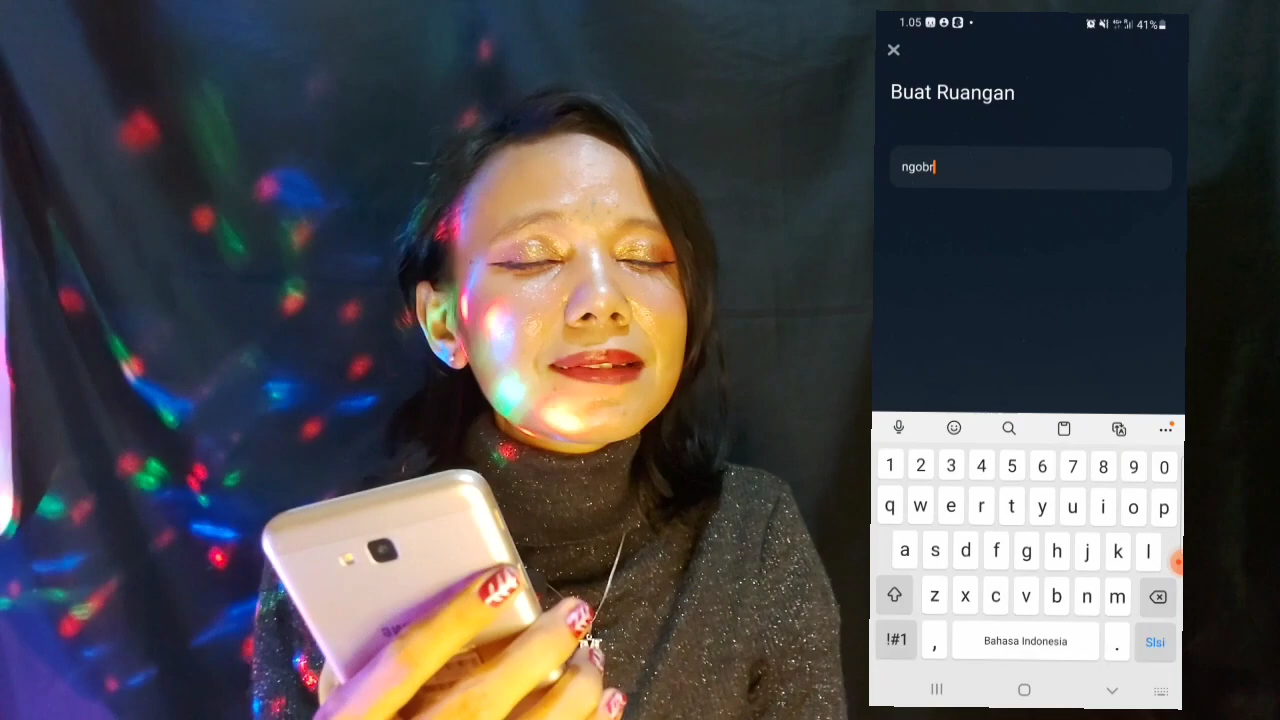 1.05 41%
Buat Ruangan
ngobr
1 2 3 4 5 6 7 8 9 0
q w e r t y u i o p
a s d f g h j k l
z x c v b n m
!#1 , Bahasa Indonesia . Slsi